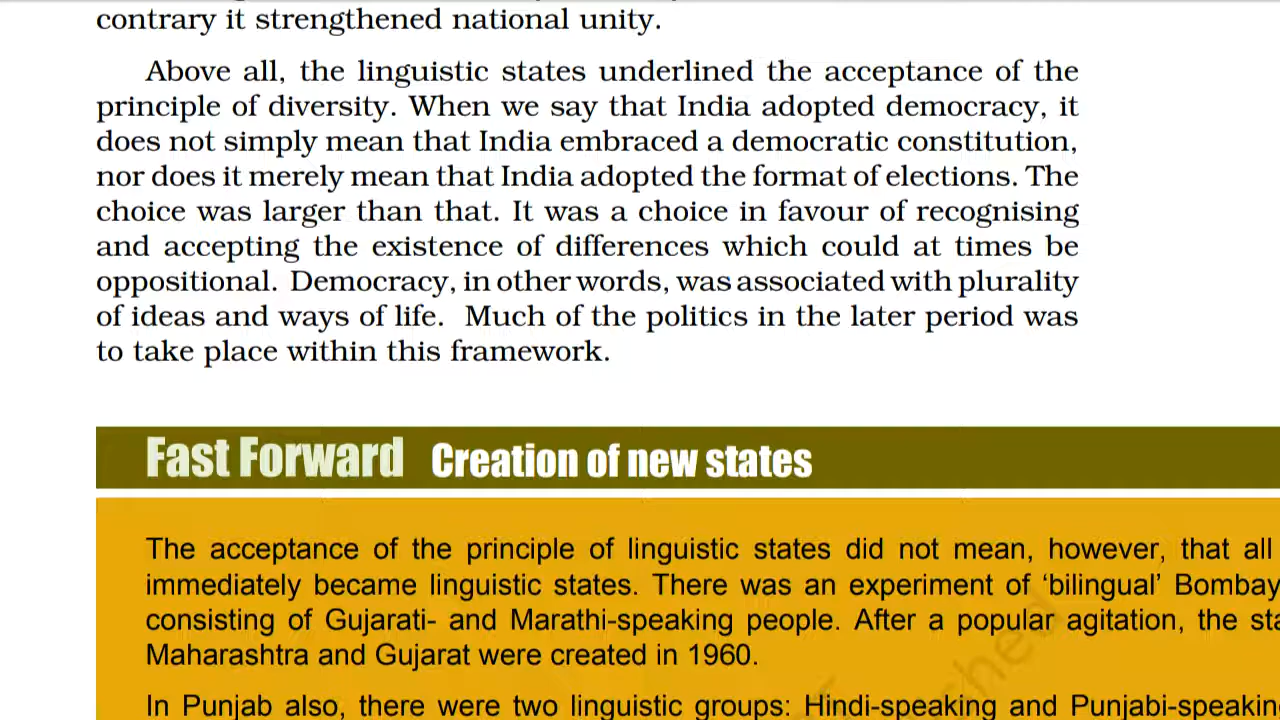 contrary it strengthened national unity.
Above all, the linguistic states underlined the acceptance of the
principle of diversity. When we say that India adopted democracy, it
does not simply mean that India embraced a democratic constitution,
nor does it merely mean that India adopted the format of elections. The
choice was larger than that. It was a choice in favour of recognising
and accepting the existence of differences which could at times be
oppositional. Democracy, in other words, was associated with plurality
of ideas and ways of life. Much of the politics in the later period was
to take place within this framework.
Fast Forward Creation of new states
The acceptance of the principle of linguistic states did not mean, however, that all
immediately became linguistic states. There was an experiment of ‘bilingual’ Bombay
consisting of Gujarati- and Marathi-speaking people. After a popular agitation, the
Maharashtra and Gujarat were created in 1960.
In Punjab also, there were two linguistic groups: Hindi-speaking and